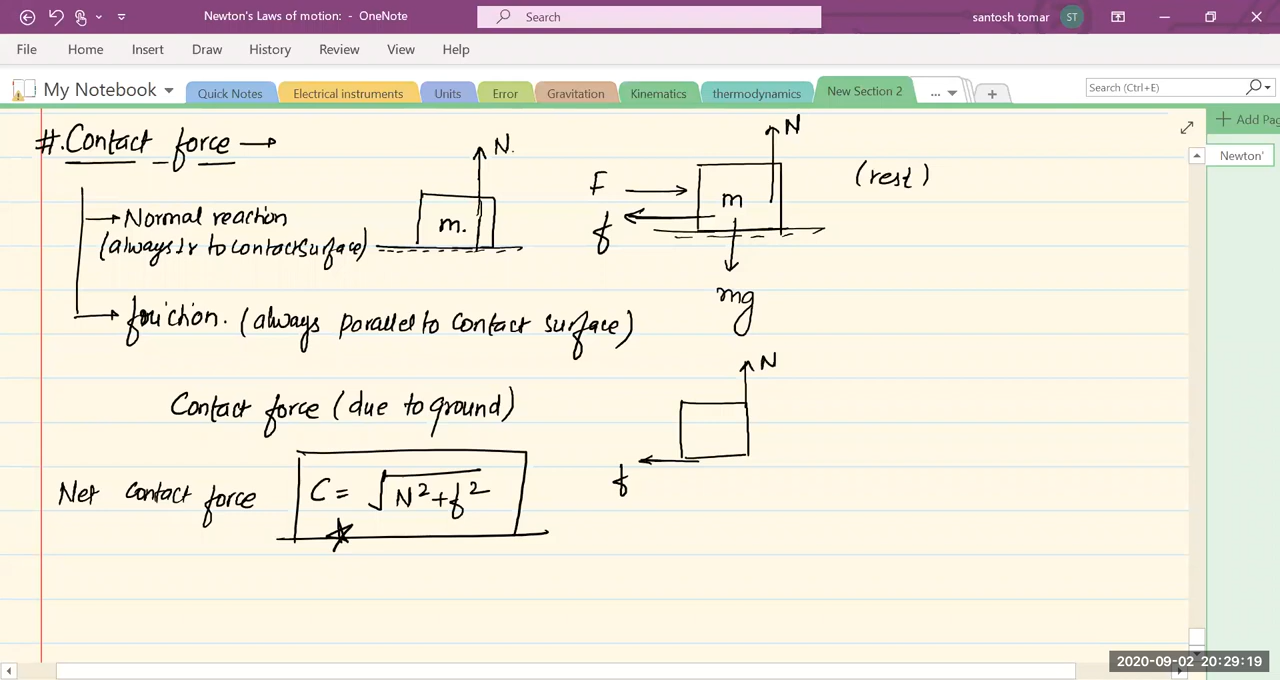 Newton's Laws of motion: - OneNote
Search
santosh tomar
ST
File Home Insert Draw History Review View Help
My Notebook
Quick Notes
Electrical instruments
Units
Error
Gravitation
Kinematics
thermodynamics
New Section 2
...
Search (Ctrl+E)
Add Pag
Newton'
#.Contact force →
N.
m.
N
F
m
f
mg
(rest)
→ Normal reaction
(always ⊥r to contact surface)
→ friction. (always parallel to contact surface)
Contact force (due to ground)
N
f
Net contact force C = √N²+f²
2020-09-02 20:29:19